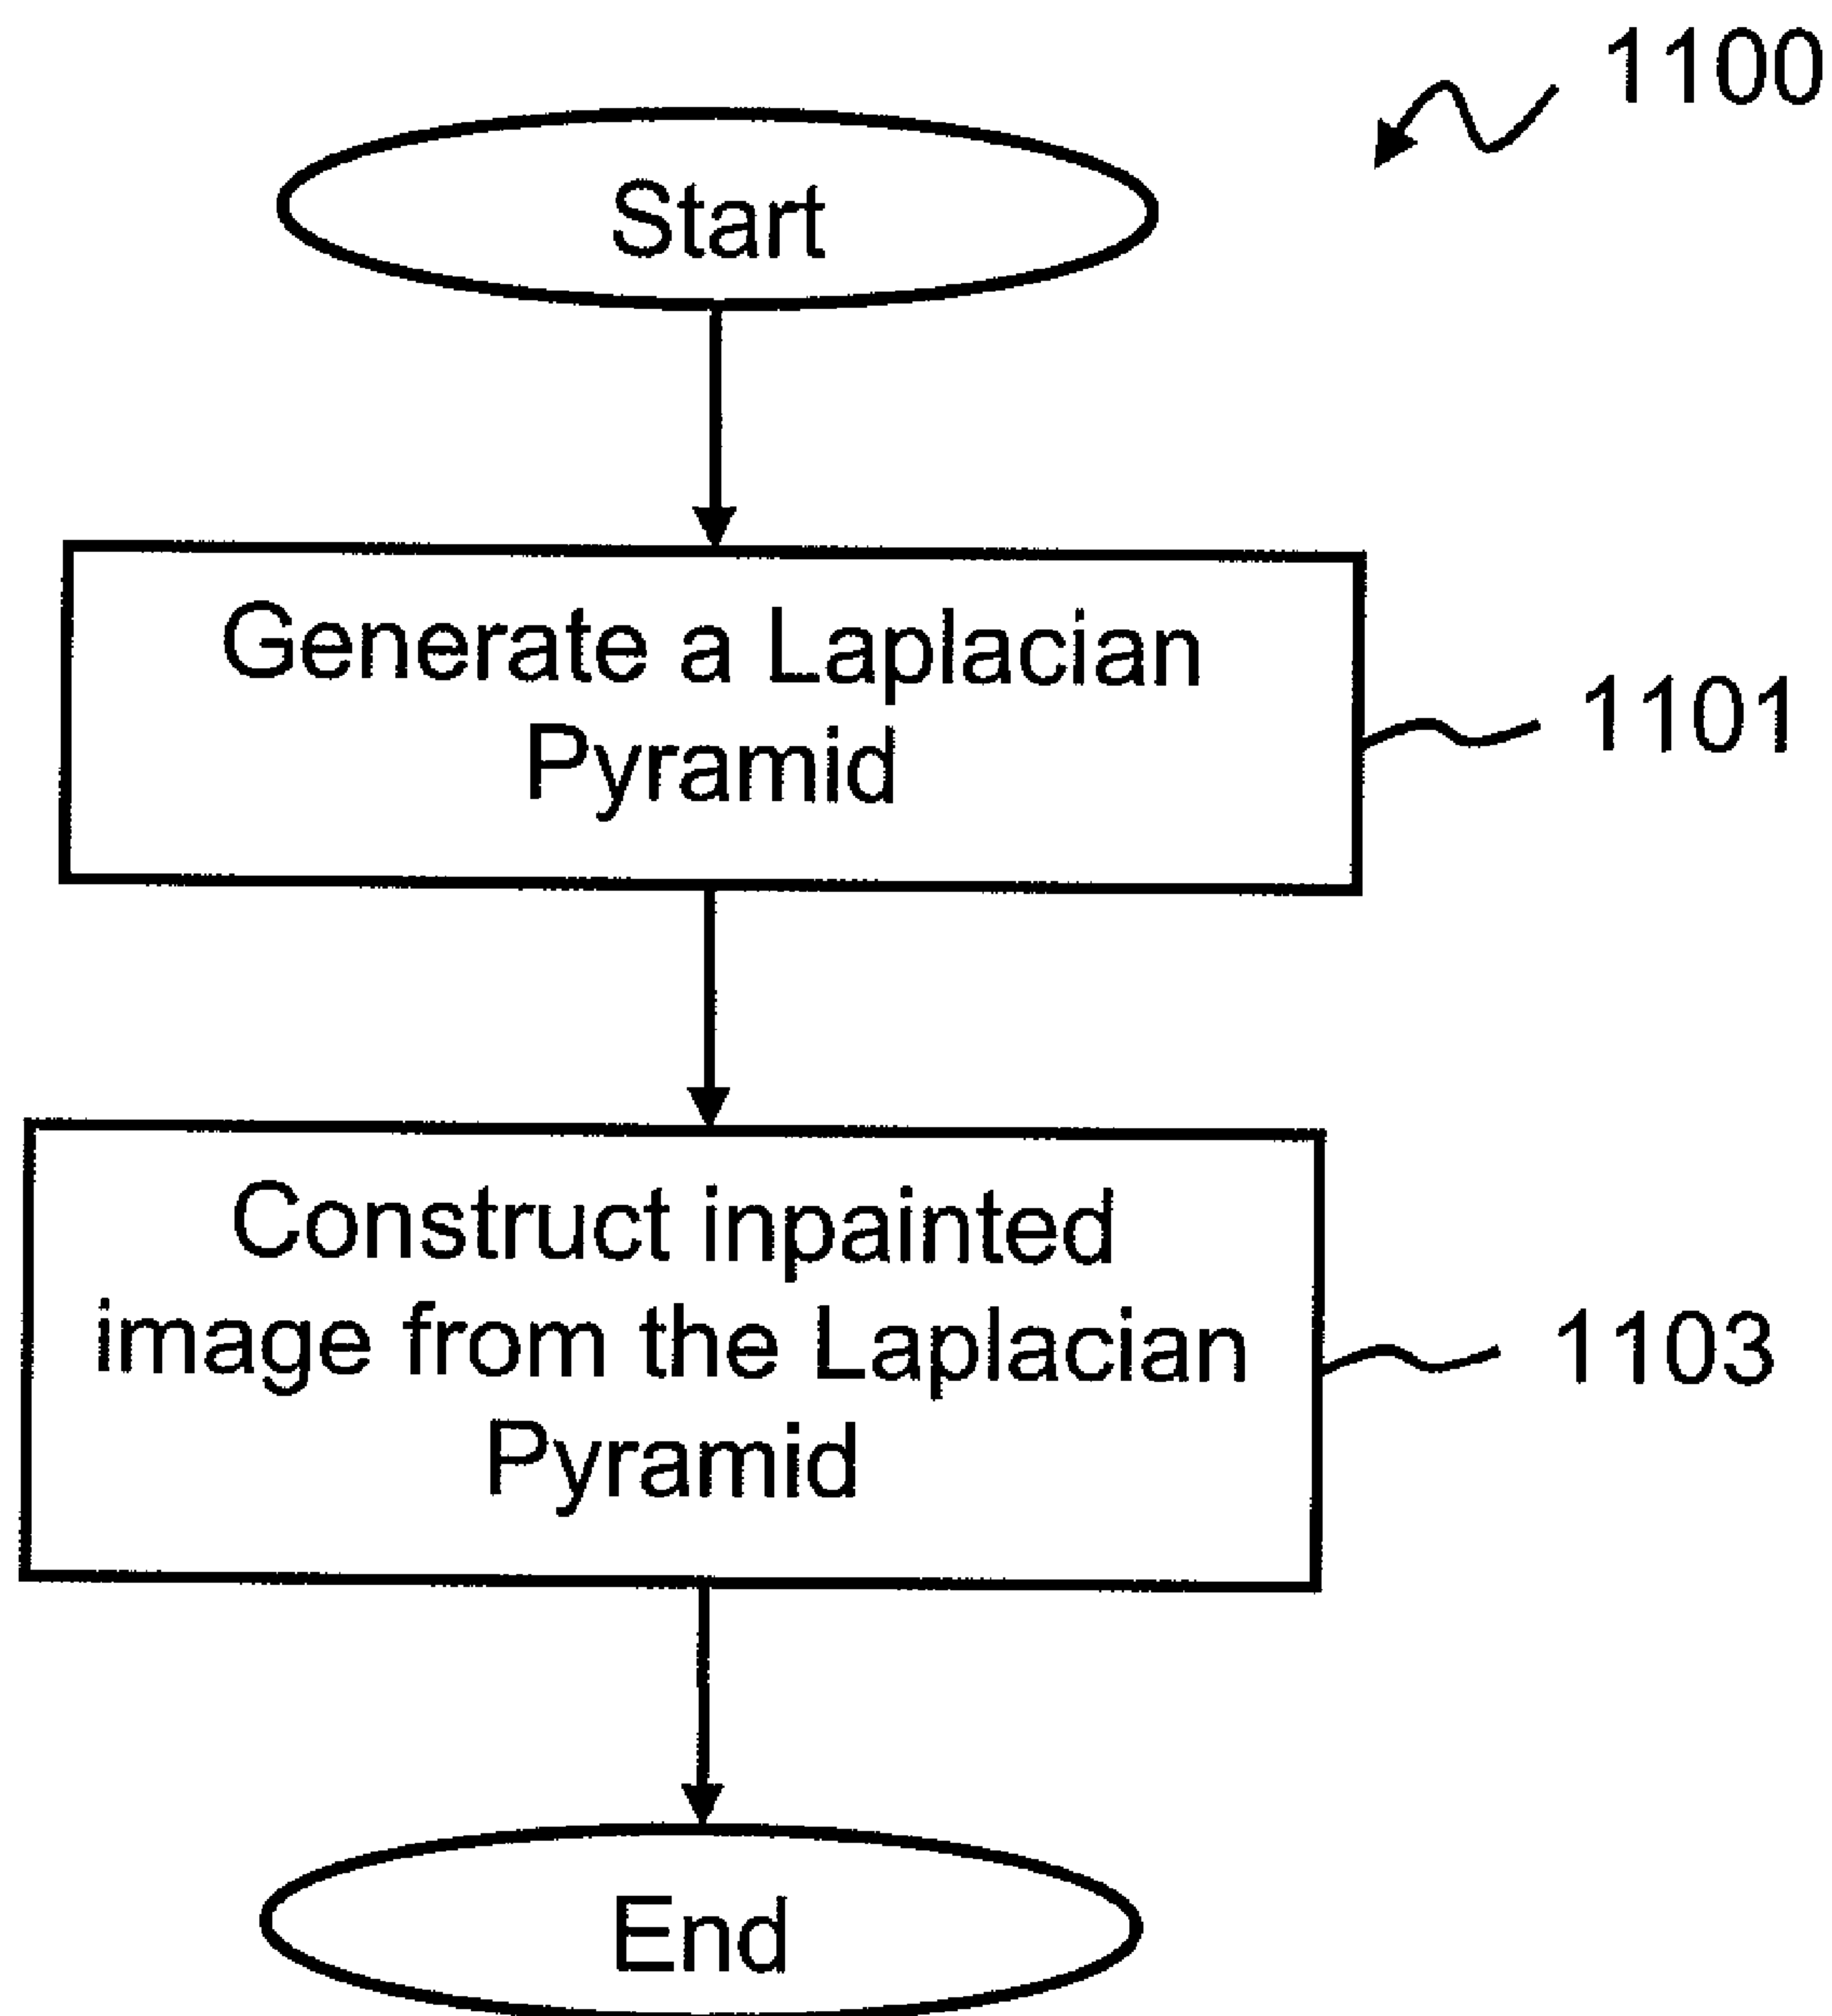 1100
Start
Generate a Laplacian
Pyramid
1101
Construct inpainted
image from the Laplacian
Pyramid
1103
End